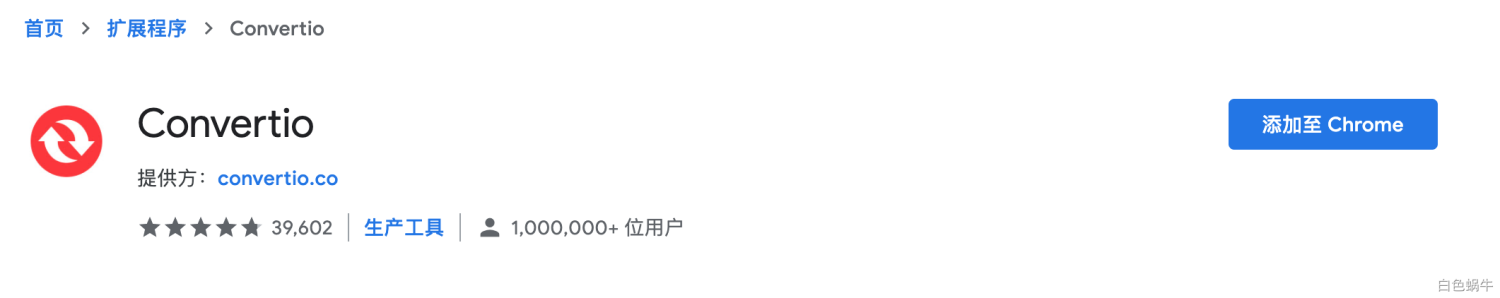 首页 > 扩展程序 > Convertio
Convertio
添加至 Chrome
提供方： convertio.co
39,602 | 生产工具 | 1,000,000+ 位用户
白色蜗牛